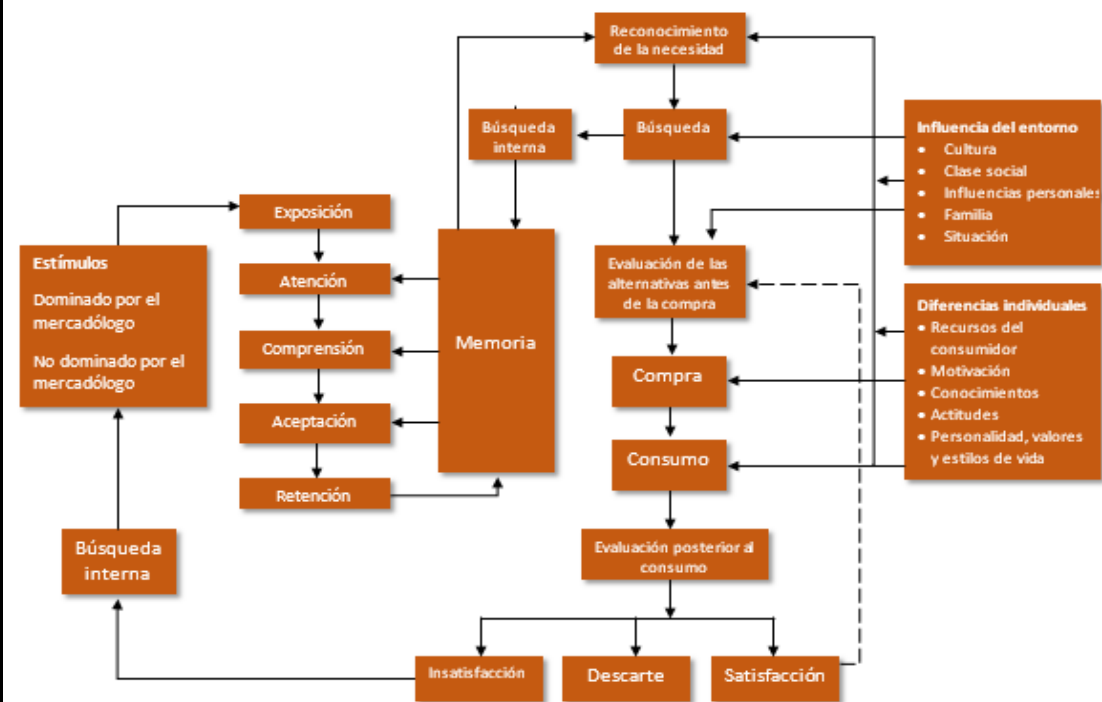 Reconocimiento
de la necesidad
Búsqueda
interna
Búsqueda
Influencia del entorno
• Cultura
• Clase social
• Influencias personales
• Familia
• Situación
Exposición
Estímulos
Dominado por el
mercadólogo
No dominado por el
mercadólogo
Atención
Comprensión
Aceptación
Retención
Memoria
Evaluación de las
alternativas antes
de la compra
Diferencias individuales
• Recursos del
consumidor
• Motivación
• Conocimientos
• Actitudes
• Personalidad, valores
y estilos de vida
Compra
Consumo
Búsqueda
interna
Evaluación posterior al
consumo
Insatisfacción
Descarte
Satisfacción